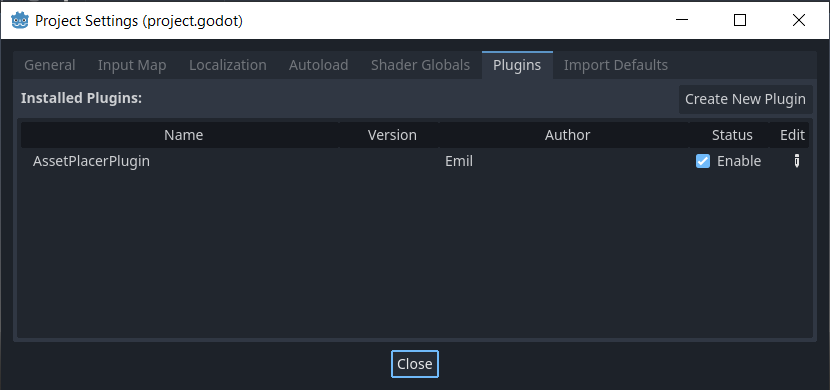 Project Settings (project.godot)
General Input Map Localization Autoload Shader Globals Plugins Import Defaults
Installed Plugins: Create New Plugin
Name Version Author Status Edit
AssetPlacerPlugin Emil Enable
Close